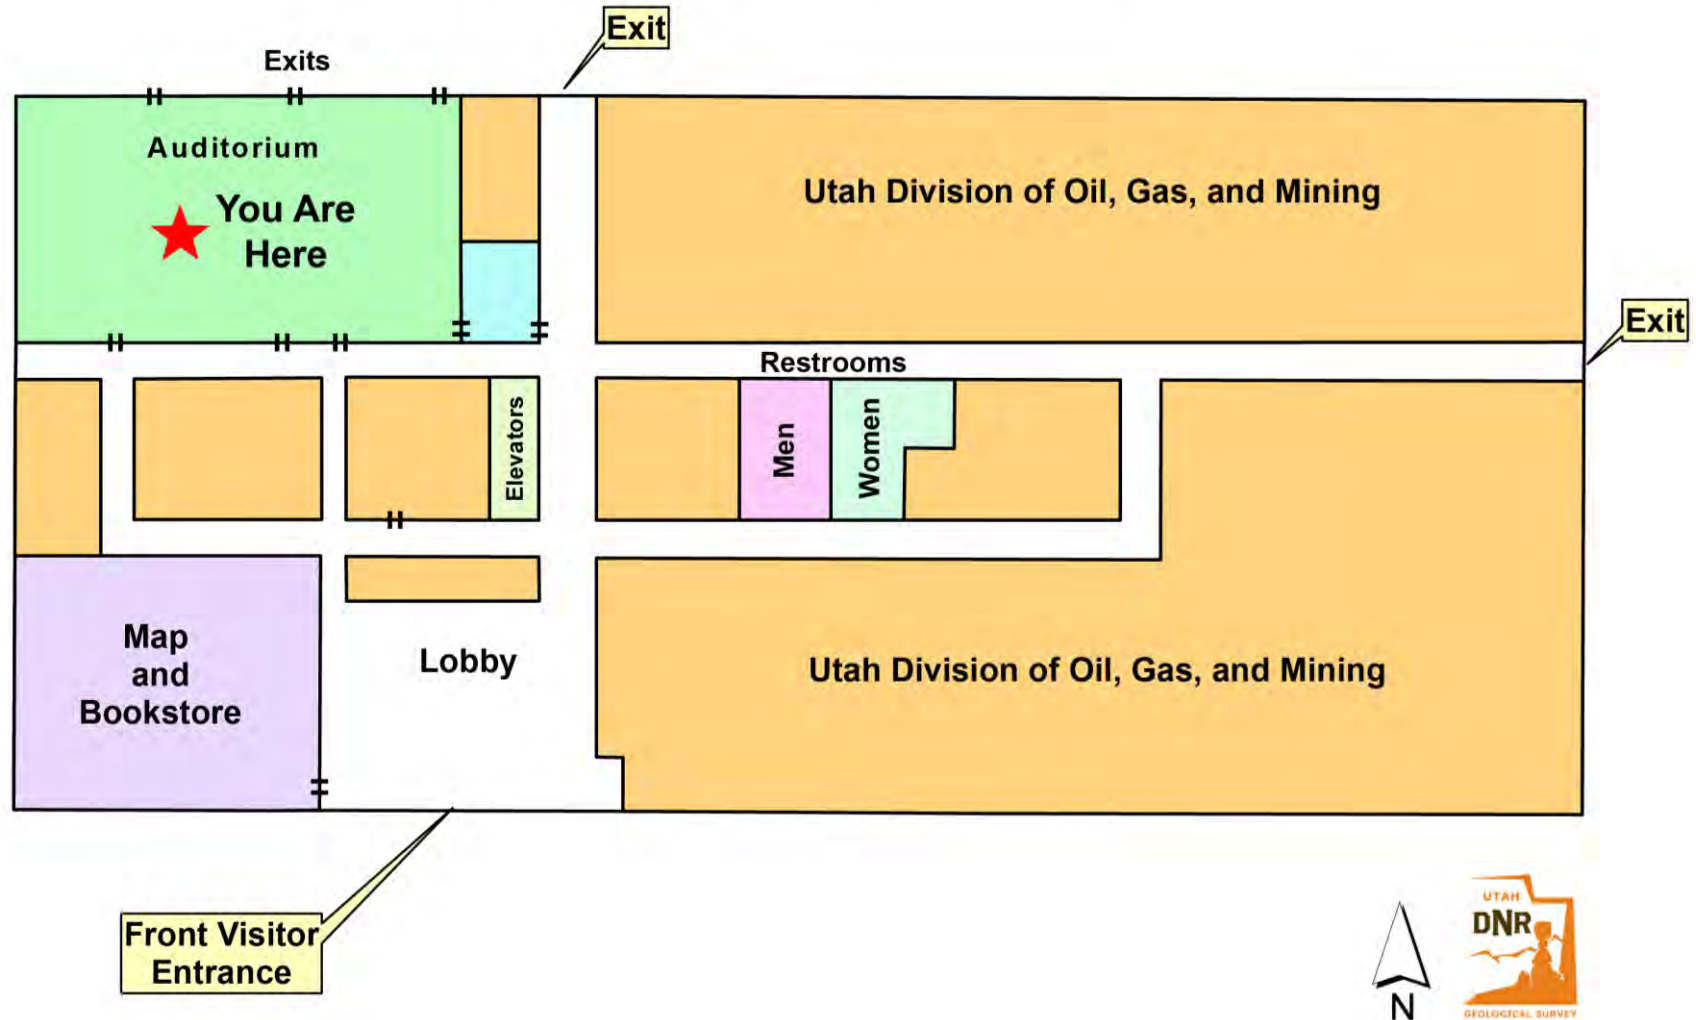 Exit
Exits
Auditorium
You Are
Here
Utah Division of Oil, Gas, and Mining
Exit
Restrooms
Elevators
Men
Women
Map
and
Bookstore
Lobby
Utah Division of Oil, Gas, and Mining
Front Visitor
Entrance
N
UTAH
DNR
GEOLOGICAL SURVEY